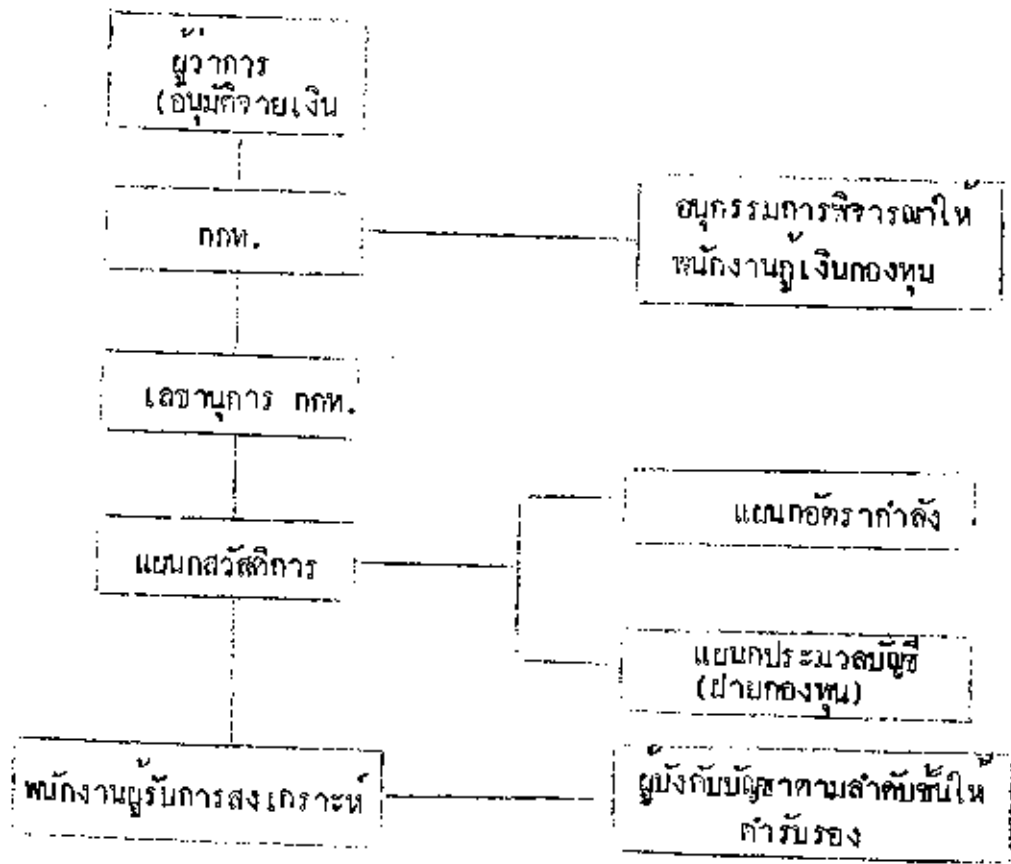 ผู้ว่าการ
(อนุมัติจ่ายเงิน
กกท.
อนุกรรมการพิจารณาให้
พนักงานกู้เงินกองทุน
เลขานุการ กกท.
แผนกอัตรากำลัง
แผนกสวัสดิการ
แผนกประมวลบัญชี
(ฝ่ายกองทุน)
พนักงานผู้รับการสงเกราะห์
ผู้บังกับบัญชาตามลำดับชั้นให้
คำรับรอง